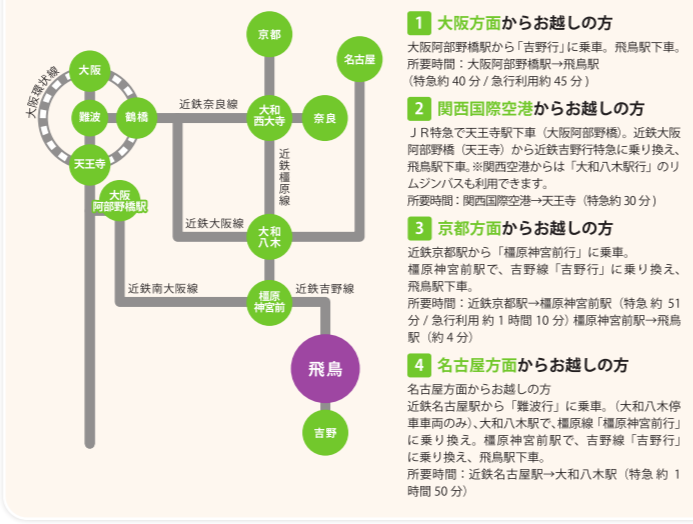 京都
名古屋
大阪
大阪環状線
近鉄奈良線
難波
鶴橋
大和
西大寺
奈良
天王寺
近鉄橿原線
大阪
阿部野橋駅
近鉄大阪線
大和
八木
近鉄南大阪線
橿原
神宮前
近鉄吉野線
飛鳥
吉野
1 大阪方面からお越しの方
大阪阿部野橋駅から「吉野行」に乗車。飛鳥駅下車。
所要時間：大阪阿部野橋駅→飛鳥駅
(特急約 40 分 / 急行利用約 45 分 )
2 関西国際空港からお越しの方
ＪＲ特急で天王寺駅下車（大阪阿部野橋）。近鉄大阪
阿部野橋（天王寺）から近鉄吉野行特急に乗り換え、
飛鳥駅下車。※関西空港からは「大和八木駅行」のリ
ムジンバスも利用できます。
所要時間：関西国際空港→天王寺（特急約 30 分 )
3 京都方面からお越しの方
近鉄京都駅から「橿原神宮前行」に乗車。
橿原神宮前駅で、吉野線「吉野行」に乗り換え、
飛鳥駅下車。
所要時間：近鉄京都駅→橿原神宮前駅（特急 約 51
分 / 急行利用 約 1 時間 10 分）橿原神宮前駅→飛鳥
駅（約 4 分）
4 名古屋方面からお越しの方
名古屋方面からお越しの方
近鉄名古屋駅から「難波行」に乗車。（大和八木停
車車両のみ）、大和八木駅で、橿原線「橿原神宮前行」
に乗り換え。橿原神宮前駅で、吉野線「吉野行」
に乗り換え、飛鳥駅下車。
所要時間：近鉄名古屋駅→大和八木駅（特急 約 1
時間 50 分）